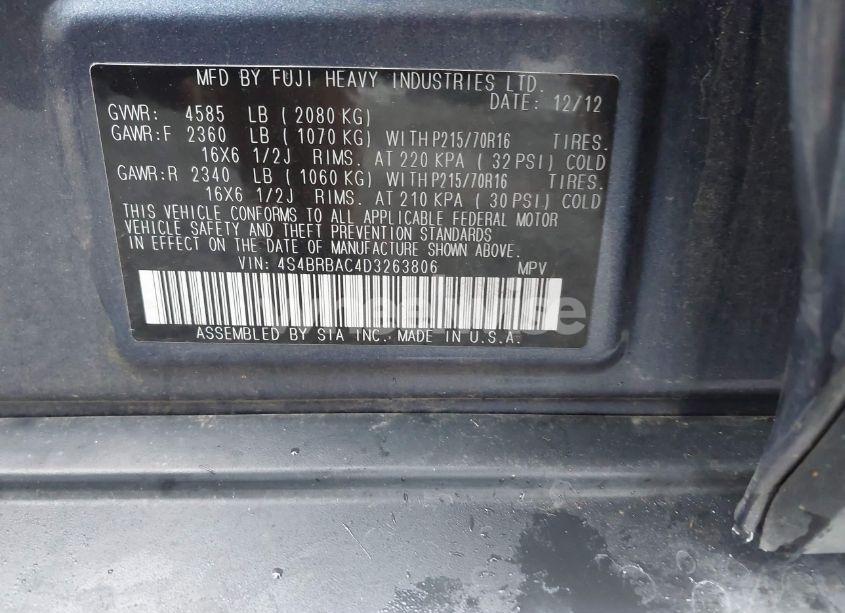 MFD BY FUJI HEAVY INDUSTRIES LTD.
DATE: 12/12
GVWR: 4585 LB ( 2080 KG)
GAWR:F 2360 LB ( 1070 KG) WITH P215/70R16 TIRES.
16X6 1/2J RIMS. AT 220 KPA ( 32 PSI) COLD
GAWR:R 2340 LB ( 1060 KG) WITH P215/70R16 TIRES.
16X6 1/2J RIMS. AT 210 KPA ( 30 PSI) COLD
THIS VEHICLE CONFORMS TO ALL APPLICABLE FEDERAL MOTOR
VEHICLE SAFETY AND THEFT PREVENTION STANDARDS
IN EFFECT ON THE DATE OF MANUFACTURE SHOWN ABOVE.
VIN: 4S4BRBAC4D3263806 MPV
ASSEMBLED BY SIA INC. MADE IN U.S.A.